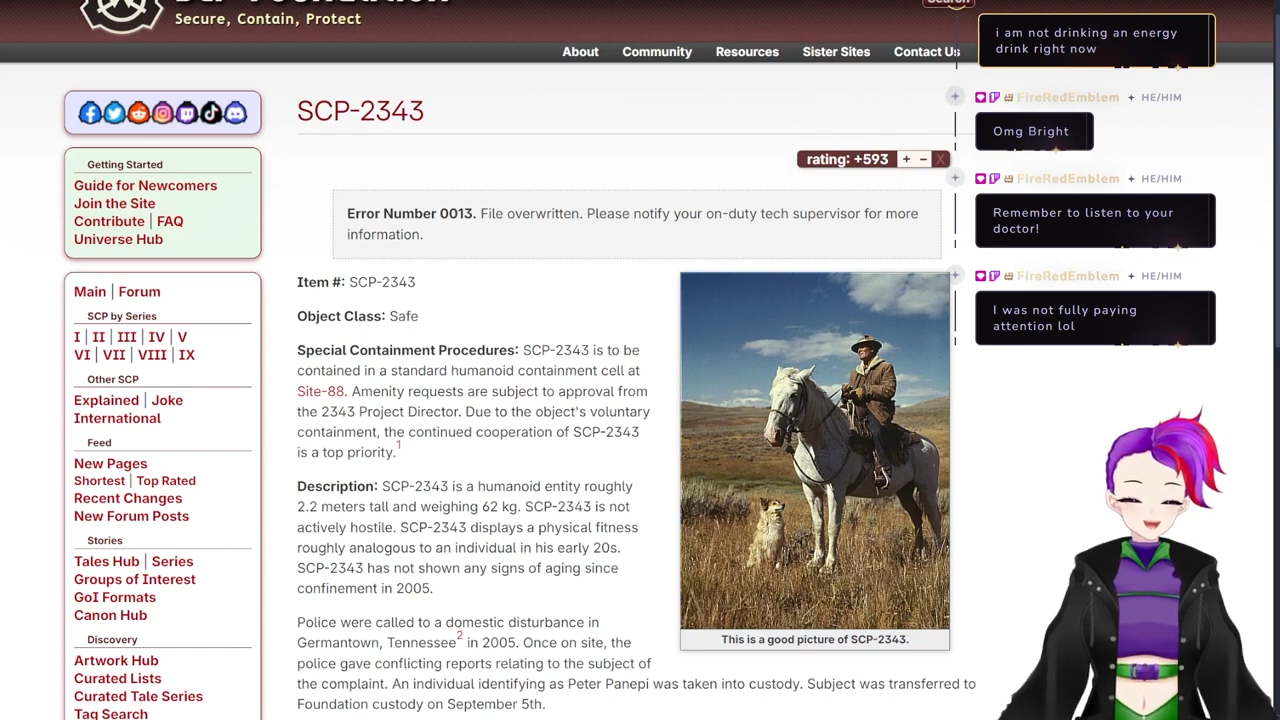 Secure, Contain, Protect
Search
About
Community
Resources
Sister Sites
Contact Us
i am not drinking an energy
drink right now
FireRedEmblem HE/HIM
Omg Bright
FireRedEmblem HE/HIM
Remember to listen to your
doctor!
FireRedEmblem HE/HIM
I was not fully paying
attention lol
Getting Started
Guide for Newcomers
Join the Site
Contribute | FAQ
Universe Hub
Main | Forum
SCP by Series
I | II | III | IV | V
VI | VII | VIII | IX
Other SCP
Explained | Joke
International
Feed
New Pages
Shortest | Top Rated
Recent Changes
New Forum Posts
Stories
Tales Hub | Series
Groups of Interest
GoI Formats
Canon Hub
Discovery
Artwork Hub
Curated Lists
Curated Tale Series
Tag Search
SCP-2343
rating: +593 + − X
Error Number 0013. File overwritten. Please notify your on-duty tech supervisor for more
information.
Item #: SCP-2343
Object Class: Safe
Special Containment Procedures: SCP-2343 is to be
contained in a standard humanoid containment cell at
Site-88. Amenity requests are subject to approval from
the 2343 Project Director. Due to the object's voluntary
containment, the continued cooperation of SCP-2343
is a top priority.1
Description: SCP-2343 is a humanoid entity roughly
2.2 meters tall and weighing 62 kg. SCP-2343 is not
actively hostile. SCP-2343 displays a physical fitness
roughly analogous to an individual in his early 20s.
SCP-2343 has not shown any signs of aging since
confinement in 2005.
Police were called to a domestic disturbance in
Germantown, Tennessee2 in 2005. Once on site, the
police gave conflicting reports relating to the subject of
the complaint. An individual identifying as Peter Panepi was taken into custody. Subject was transferred to
Foundation custody on September 5th.
This is a good picture of SCP-2343.